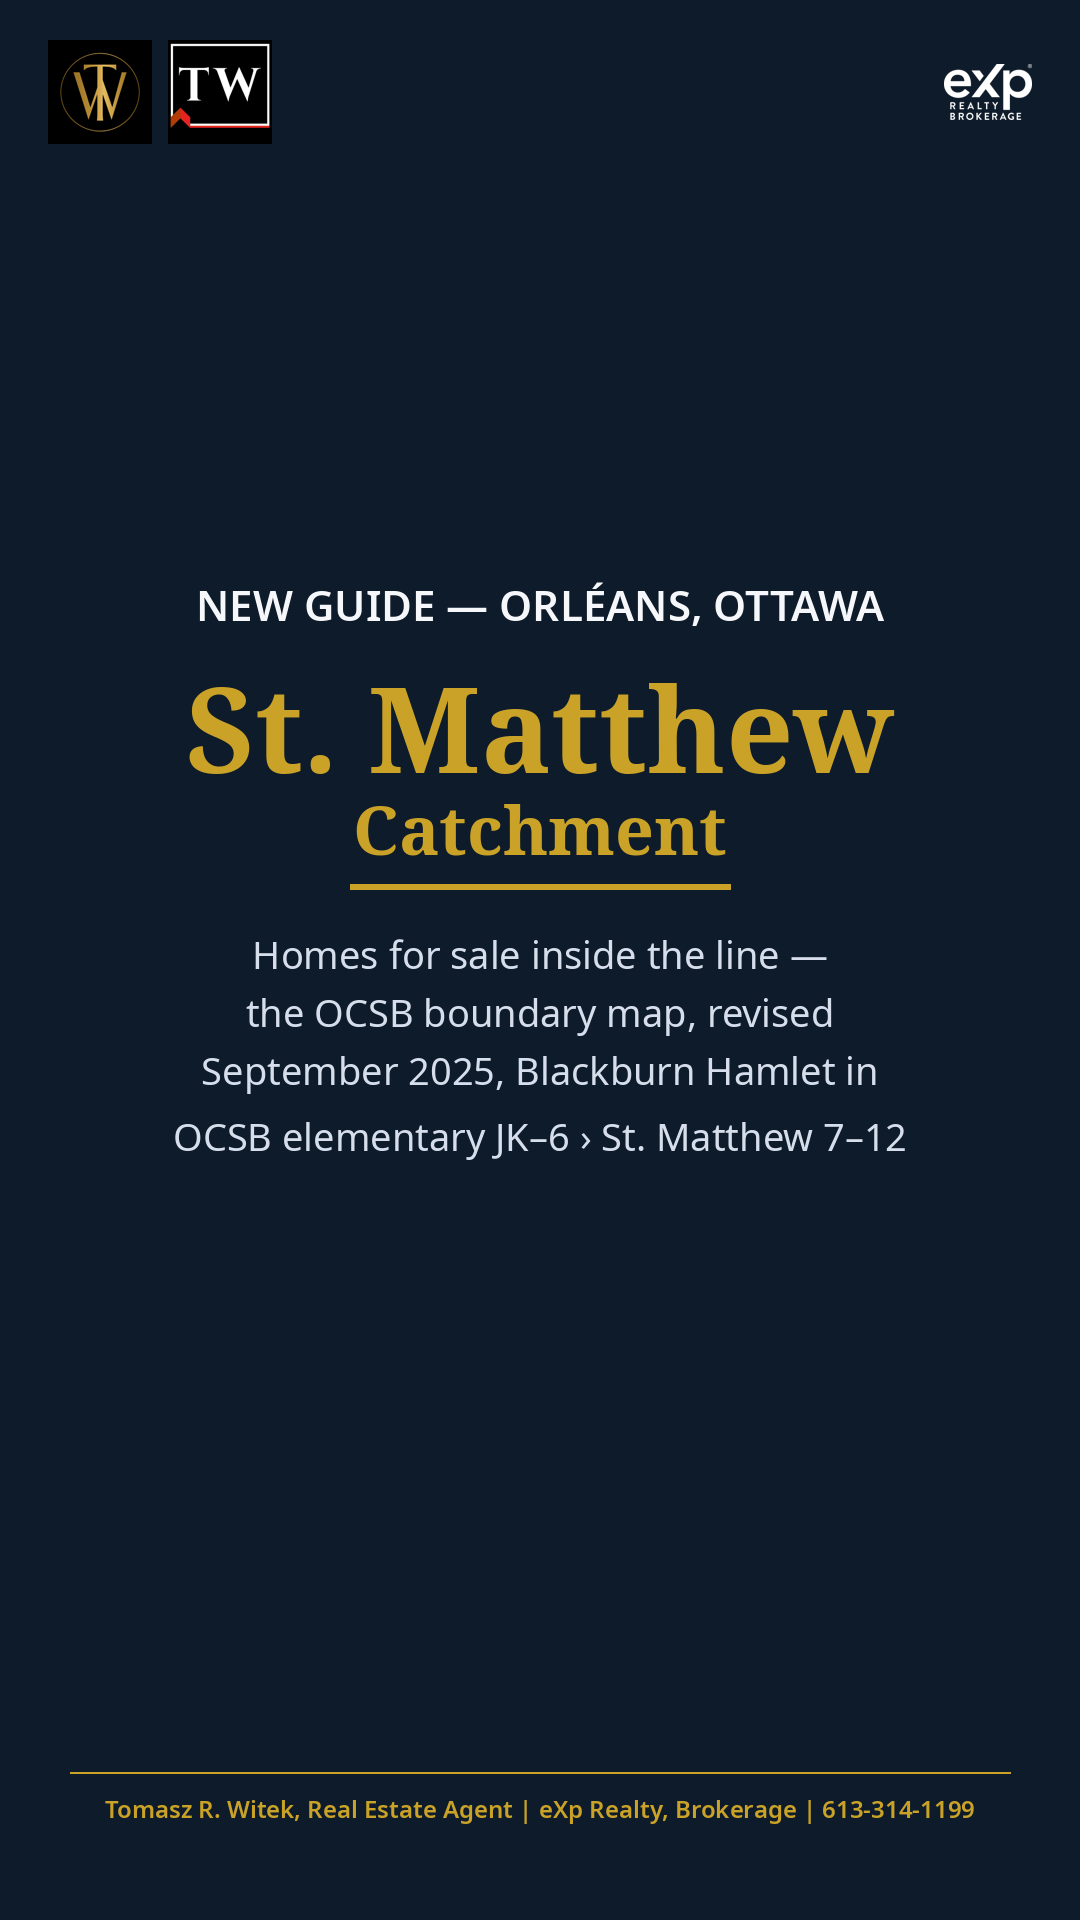 TW
TW
eXp
REALTY
BROKERAGE
NEW GUIDE — ORLÉANS, OTTAWA
St. Matthew
Catchment
Homes for sale inside the line —
the OCSB boundary map, revised
September 2025, Blackburn Hamlet in
OCSB elementary JK–6 › St. Matthew 7–12
Tomasz R. Witek, Real Estate Agent | eXp Realty, Brokerage | 613-314-1199